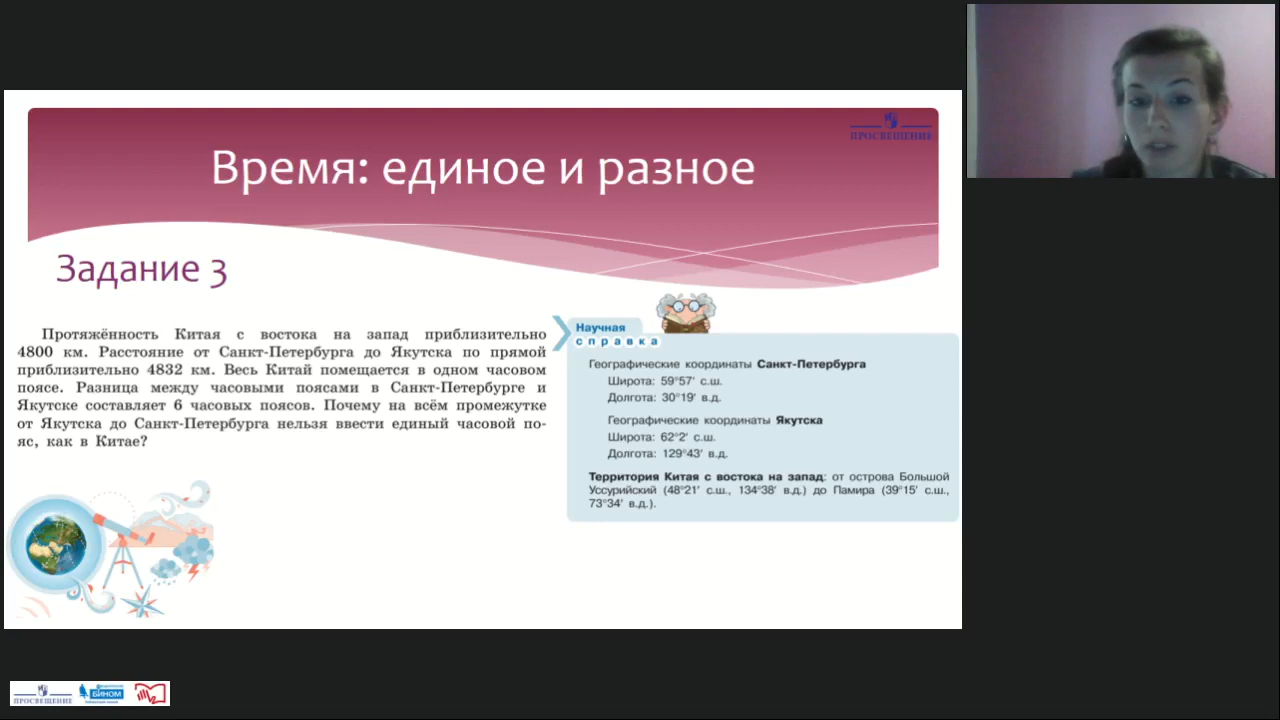 ПРОСВЕЩЕНИЕ
Время: единое и разное
Задание 3
Протяжённость Китая с востока на запад приблизительно
4800 км. Расстояние от Санкт-Петербурга до Якутска по прямой
приблизительно 4832 км. Весь Китай помещается в одном часовом
поясе. Разница между часовыми поясами в Санкт-Петербурге и
Якутске составляет 6 часовых поясов. Почему на всём промежутке
от Якутска до Санкт-Петербурга нельзя ввести единый часовой по-
яс, как в Китае?
Научная
справка
Географические координаты Санкт-Петербурга
Широта: 59°57′ с.ш.
Долгота: 30°19′ в.д.
Географические координаты Якутска
Широта: 62°2′ с.ш.
Долгота: 129°43′ в.д.
Территория Китая с востока на запад: от острова Большой
Уссурийский (48°21′ с.ш., 134°38′ в.д.) до Памира (39°15′ с.ш.,
73°34′ в.д.).
ПРОСВЕЩЕНИЕ
БИНОМ